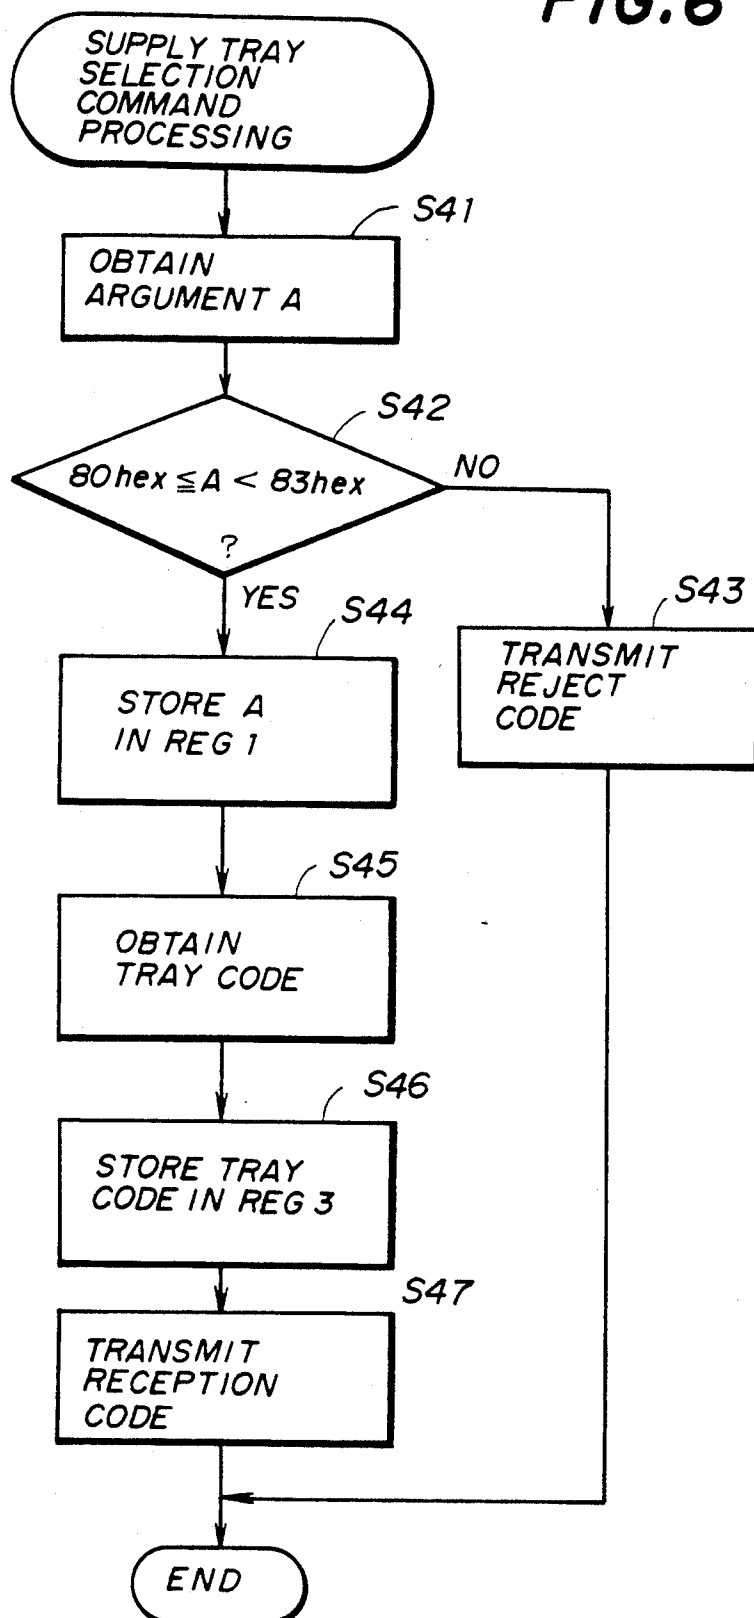 FIG.6
SUPPLY TRAY
SELECTION
COMMAND
PROCESSING
S41
OBTAIN
ARGUMENT A
S42
80hex ≦ A < 83hex
?
NO
YES
S43
TRANSMIT
REJECT
CODE
S44
STORE A
IN REG 1
S45
OBTAIN
TRAY CODE
S46
STORE TRAY
CODE IN REG 3
S47
TRANSMIT
RECEPTION
CODE
END